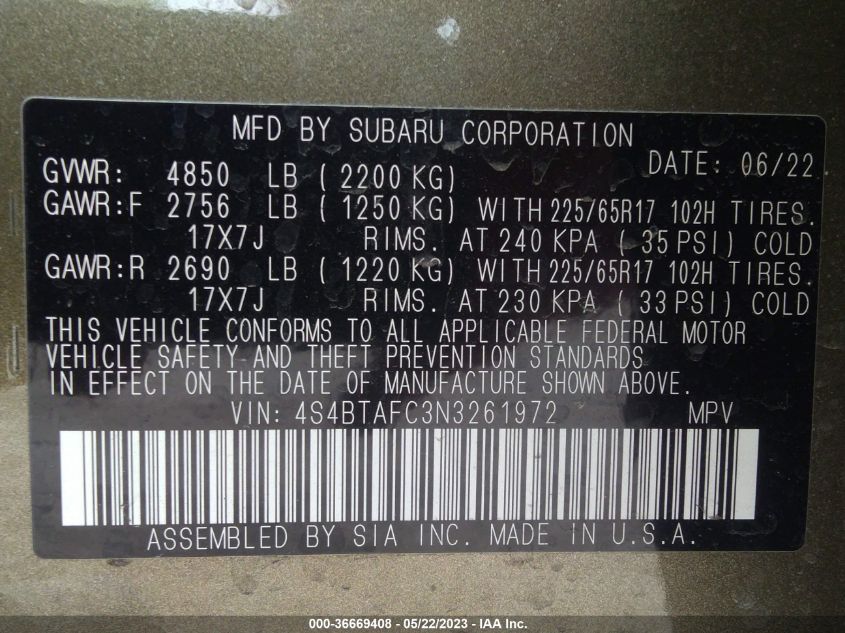 MFD BY SUBARU CORPORATION
DATE: 06/22
GVWR: 4850 LB (2200 KG)
GAWR:F 2756 LB (1250 KG) WITH 225/65R17 102H TIRES.
17X7J RIMS. AT 240 KPA (35 PSI) COLD
GAWR:R 2690 LB (1220 KG) WITH 225/65R17 102H TIRES.
17X7J RIMS. AT 230 KPA (33 PSI) COLD
THIS VEHICLE CONFORMS TO ALL APPLICABLE FEDERAL MOTOR
VEHICLE SAFETY AND THEFT PREVENTION STANDARDS
IN EFFECT ON THE DATE OF MANUFACTURE SHOWN ABOVE.
VIN: 4S4BTAFC3N3261972 MPV
ASSEMBLED BY SIA INC. MADE IN U.S.A.
000-36669408 - 05/22/2023 - IAA Inc.